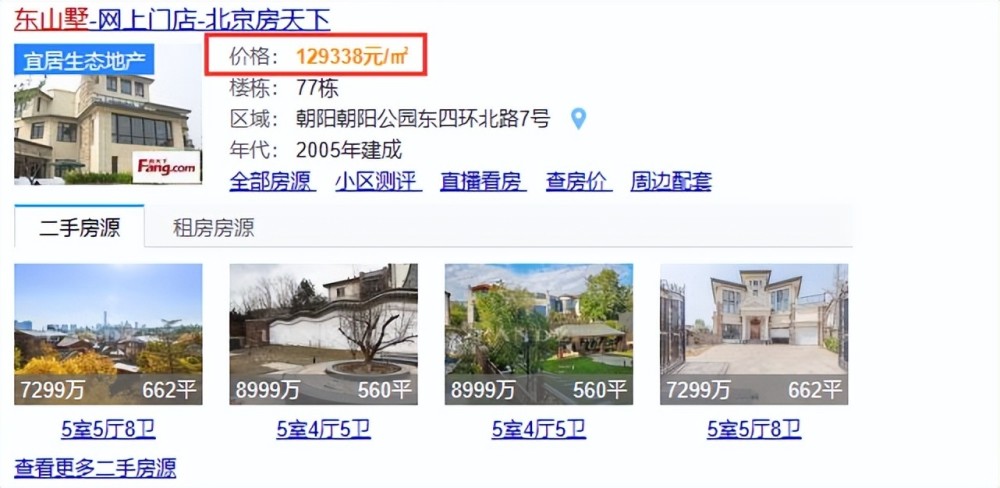 东山墅-网上门店-北京房天下
宜居生态地产
价格： 129338元/㎡
楼栋： 77栋
区域： 朝阳朝阳公园东四环北路7号
年代： 2005年建成
房天下
Fang.com
全部房源 小区测评 直播看房 查房价 周边配套
二手房源 租房房源
7299万 662平
8999万 560平
8999万 560平
7299万 662平
5室5厅8卫
5室4厅5卫
5室4厅5卫
5室5厅8卫
查看更多二手房源